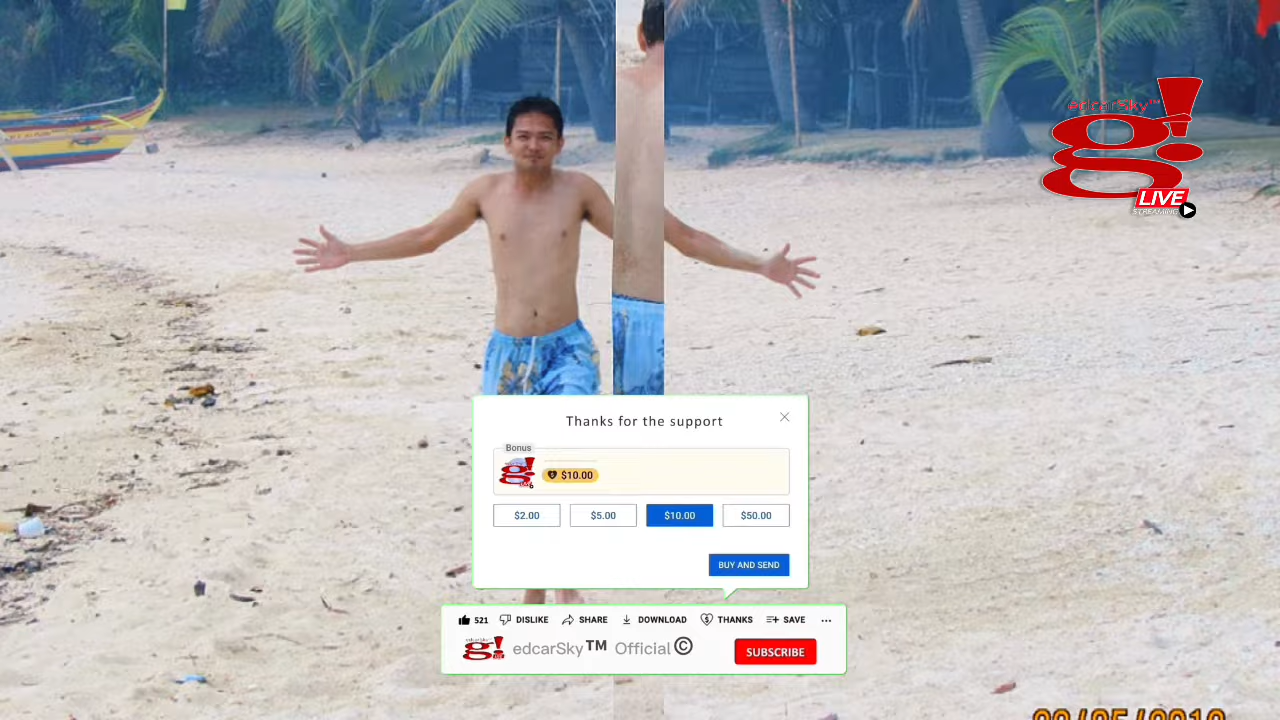 edcarSky™
g!
LIVE
STREAMING
Thanks for the support
Bonus
$10.00
$2.00
$5.00
$10.00
$50.00
BUY AND SEND
521
DISLIKE
SHARE
DOWNLOAD
THANKS
SAVE
edcarSky™ Official©
SUBSCRIBE